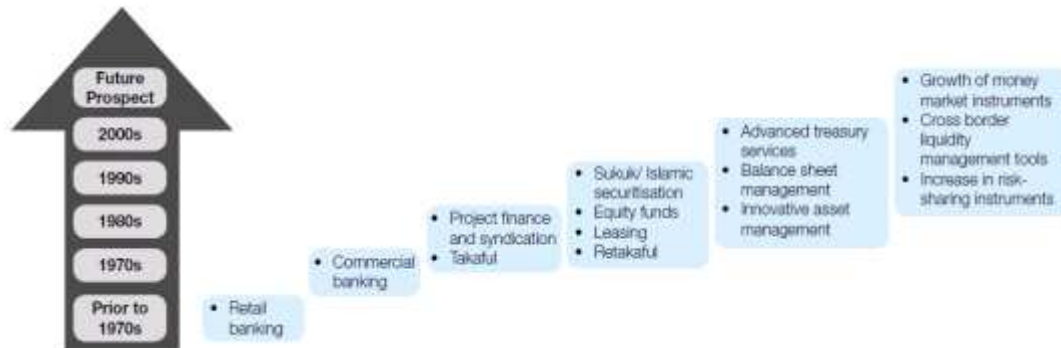 Future
Prospect
2000s
1990s
1980s
1970s
Prior to
1970s
• Retail
banking
• Commercial
banking
• Project finance
and syndication
• Takaful
• Sukuk/ Islamic
securitisation
• Equity funds
• Leasing
• Retakaful
• Advanced treasury
services
• Balance sheet
management
• Innovative asset
management
• Growth of money
market instruments
• Cross border
liquidity
management tools
• Increase in risk-
sharing instruments